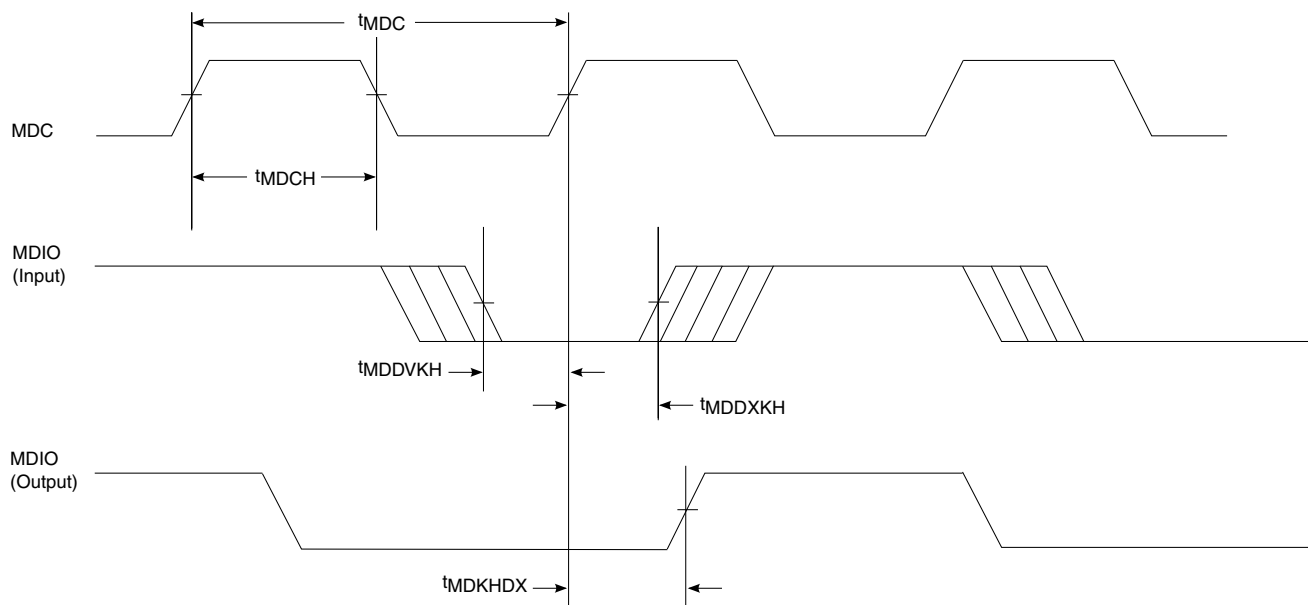 tMDC
MDC
tMDCH
MDIO
(Input)
tMDDVKH
tMDDXKH
MDIO
(Output)
tMDKHDX